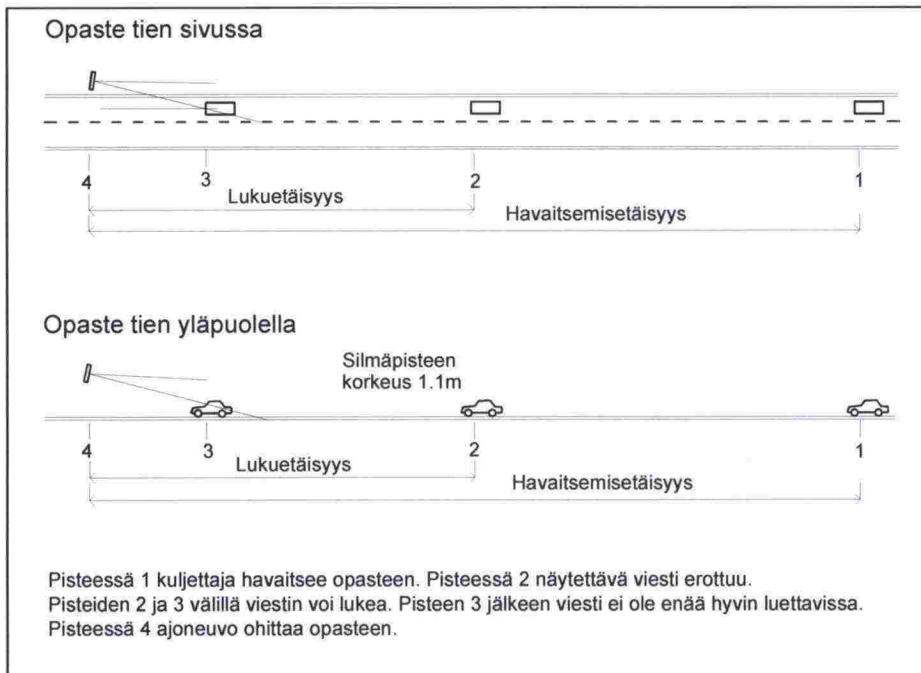 Opaste tien sivussa
4 3 2 1
Lukuetäisyys
Havaitsemisetäisyys
Opaste tien yläpuolella
Silmäpisteen
korkeus 1.1m
4 3 2 1
Lukuetäisyys
Havaitsemisetäisyys
Pisteessä 1 kuljettaja havaitsee opasteen. Pisteessä 2 näytettävä viesti erottuu.
Pisteiden 2 ja 3 välillä viestin voi lukea. Pisteen 3 jälkeen viesti ei ole enää hyvin luettavissa.
Pisteessä 4 ajoneuvo ohittaa opasteen.